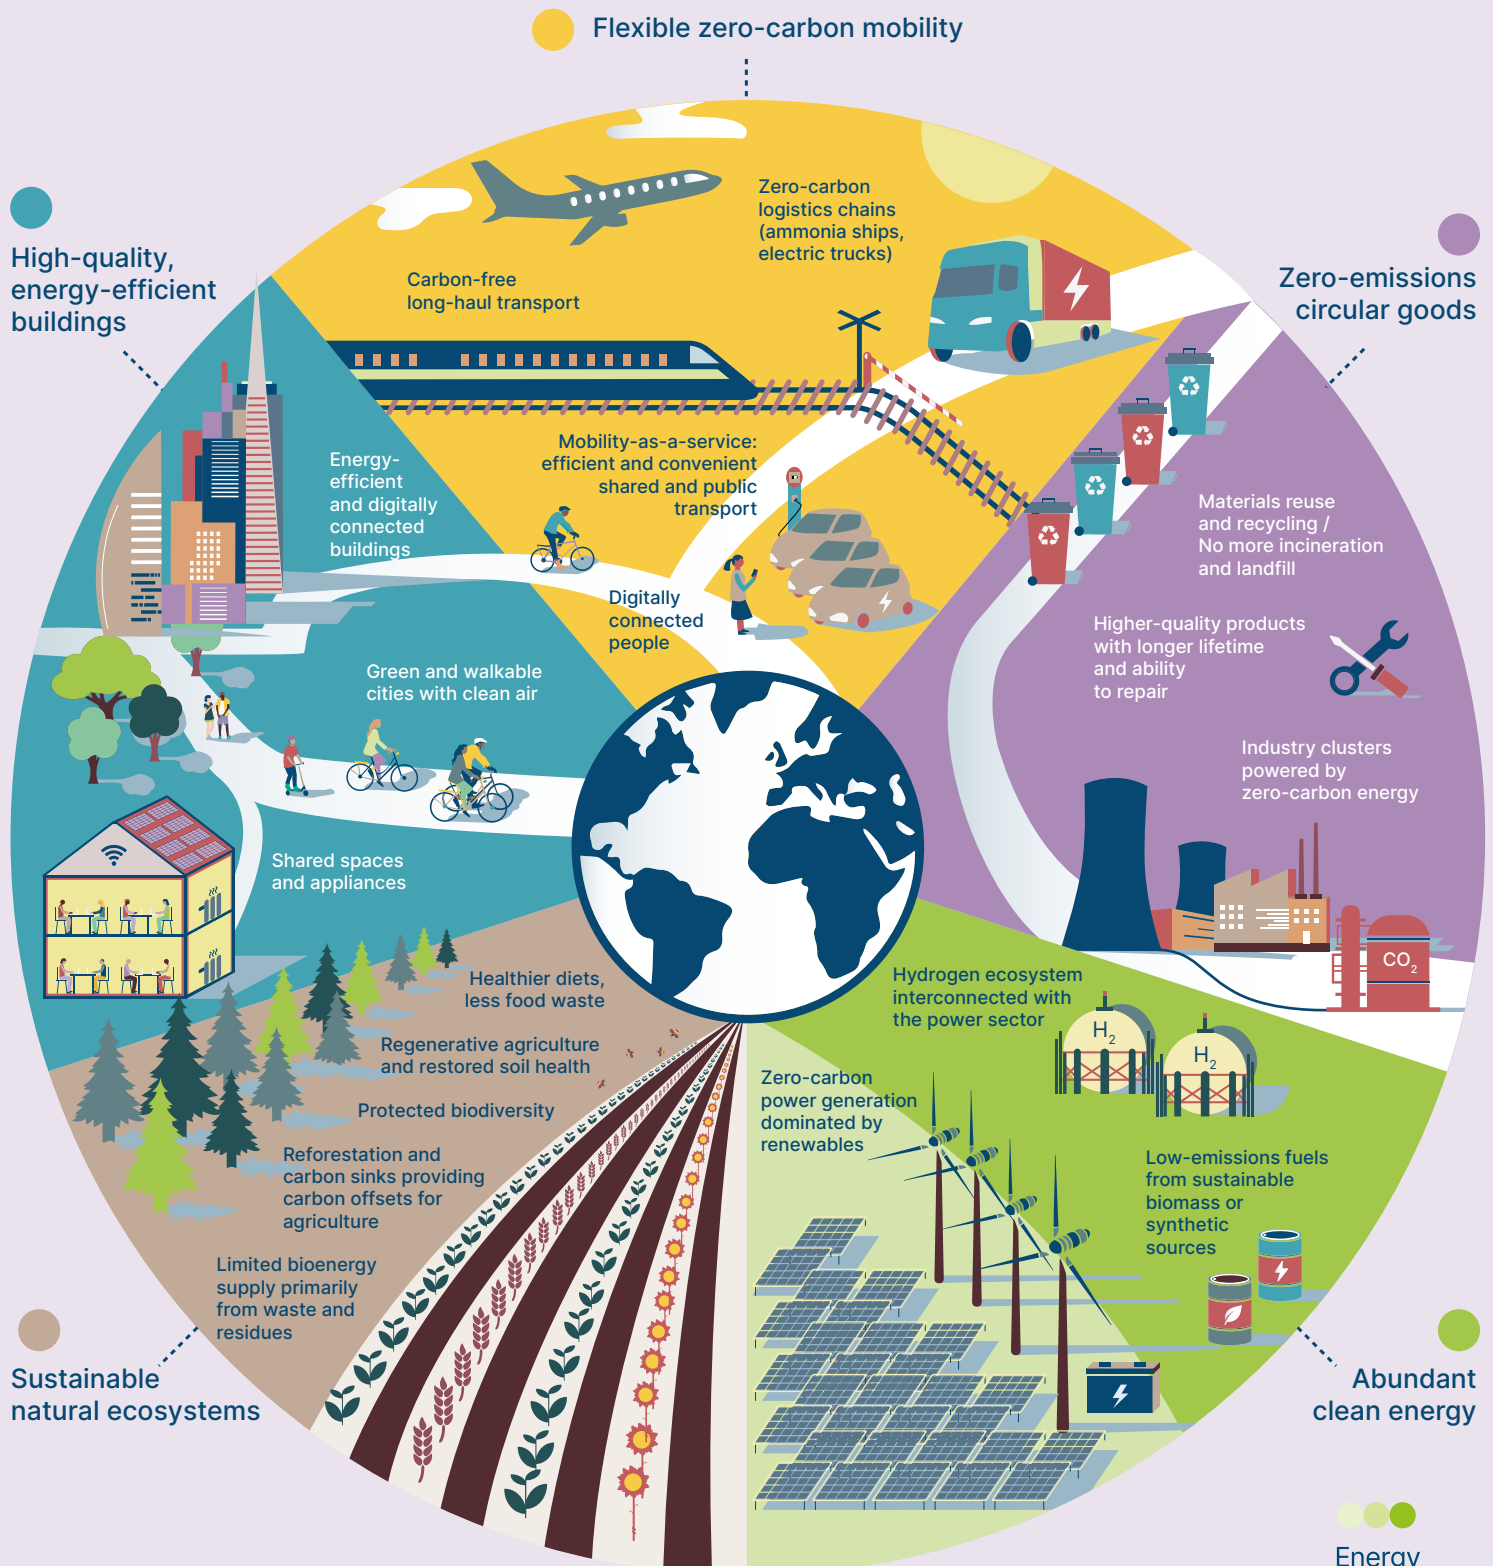 Flexible zero-carbon mobility
Zero-carbon
logistics chains
(ammonia ships,
electric trucks)
Carbon-free
long-haul transport
Mobility-as-a-service:
efficient and convenient
shared and public
transport
Digitally
connected
people
High-quality,
energy-efficient
buildings
Energy-
efficient
and digitally
connected
buildings
Green and walkable
cities with clean air
Shared spaces
and appliances
Zero-emissions
circular goods
Materials reuse
and recycling /
No more incineration
and landfill
Higher-quality products
with longer lifetime
and ability
to repair
Industry clusters
powered by
zero-carbon energy
CO2
Healthier diets,
less food waste
Regenerative agriculture
and restored soil health
Protected biodiversity
Reforestation and
carbon sinks providing
carbon offsets for
agriculture
Limited bioenergy
supply primarily
from waste and
residues
Sustainable
natural ecosystems
Hydrogen ecosystem
interconnected with
the power sector
H2
H2
Zero-carbon
power generation
dominated by
renewables
Low-emissions fuels
from sustainable
biomass or
synthetic
sources
Abundant
clean energy
Energy